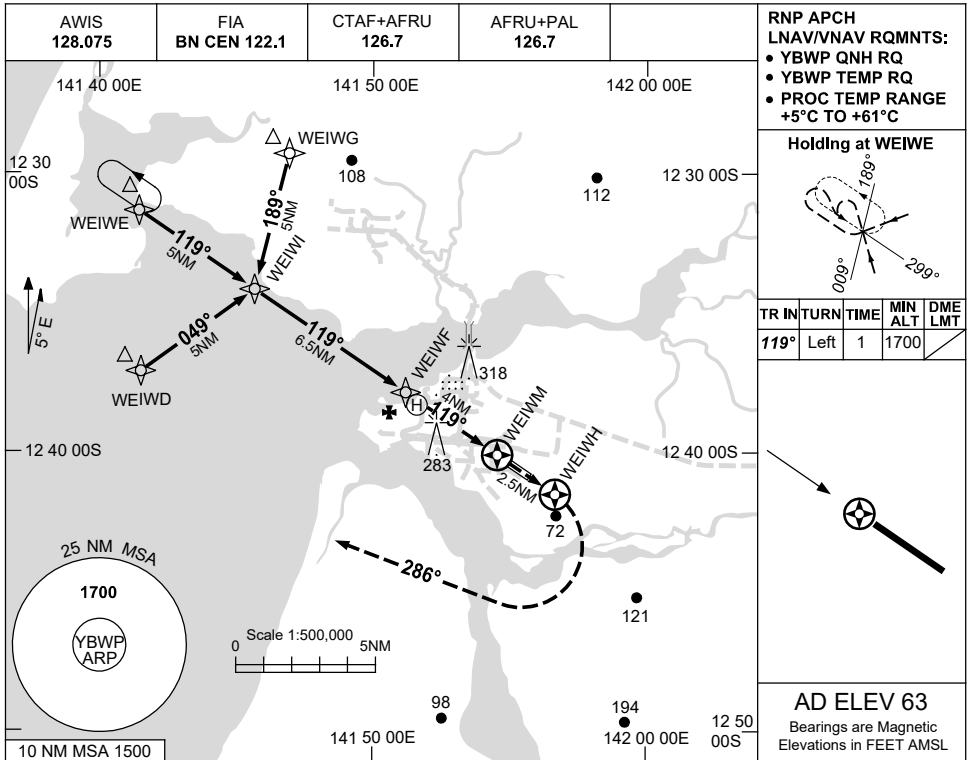 AWIS
128.075
FIA
BN CEN 122.1
CTAF+AFRU
126.7
AFRU+PAL
126.7
RNP APCH
LNAV/VNAV RQMNTS:
• YBWP QNH RQ
• YBWP TEMP RQ
• PROC TEMP RANGE
+5°C TO +61°C
141 40 00E
141 50 00E
142 00 00E
WEIWG
108
112
12 30
00S
12 30 00S
WEIWE
189°
5NM
119°
5NM
WEIWI
049°
5NM
WEIWD
5° E
119°
6.5NM
WEIWF
318
H
4NM
119°
WEIWM
WEIWH
283
2.5NM
72
12 40 00S
12 40 00S
286°
121
25 NM MSA
1700
YBWP
ARP
Scale 1:500,000
0
5NM
98
194
141 50 00E
142 00 00E
12 50
00S
10 NM MSA 1500
Holding at WEIWE
189°
009°
299°
TR IN
TURN
TIME
MIN
ALT
DME
LMT
119°
Left
1
1700
AD ELEV 63
Bearings are Magnetic
Elevations in FEET AMSL